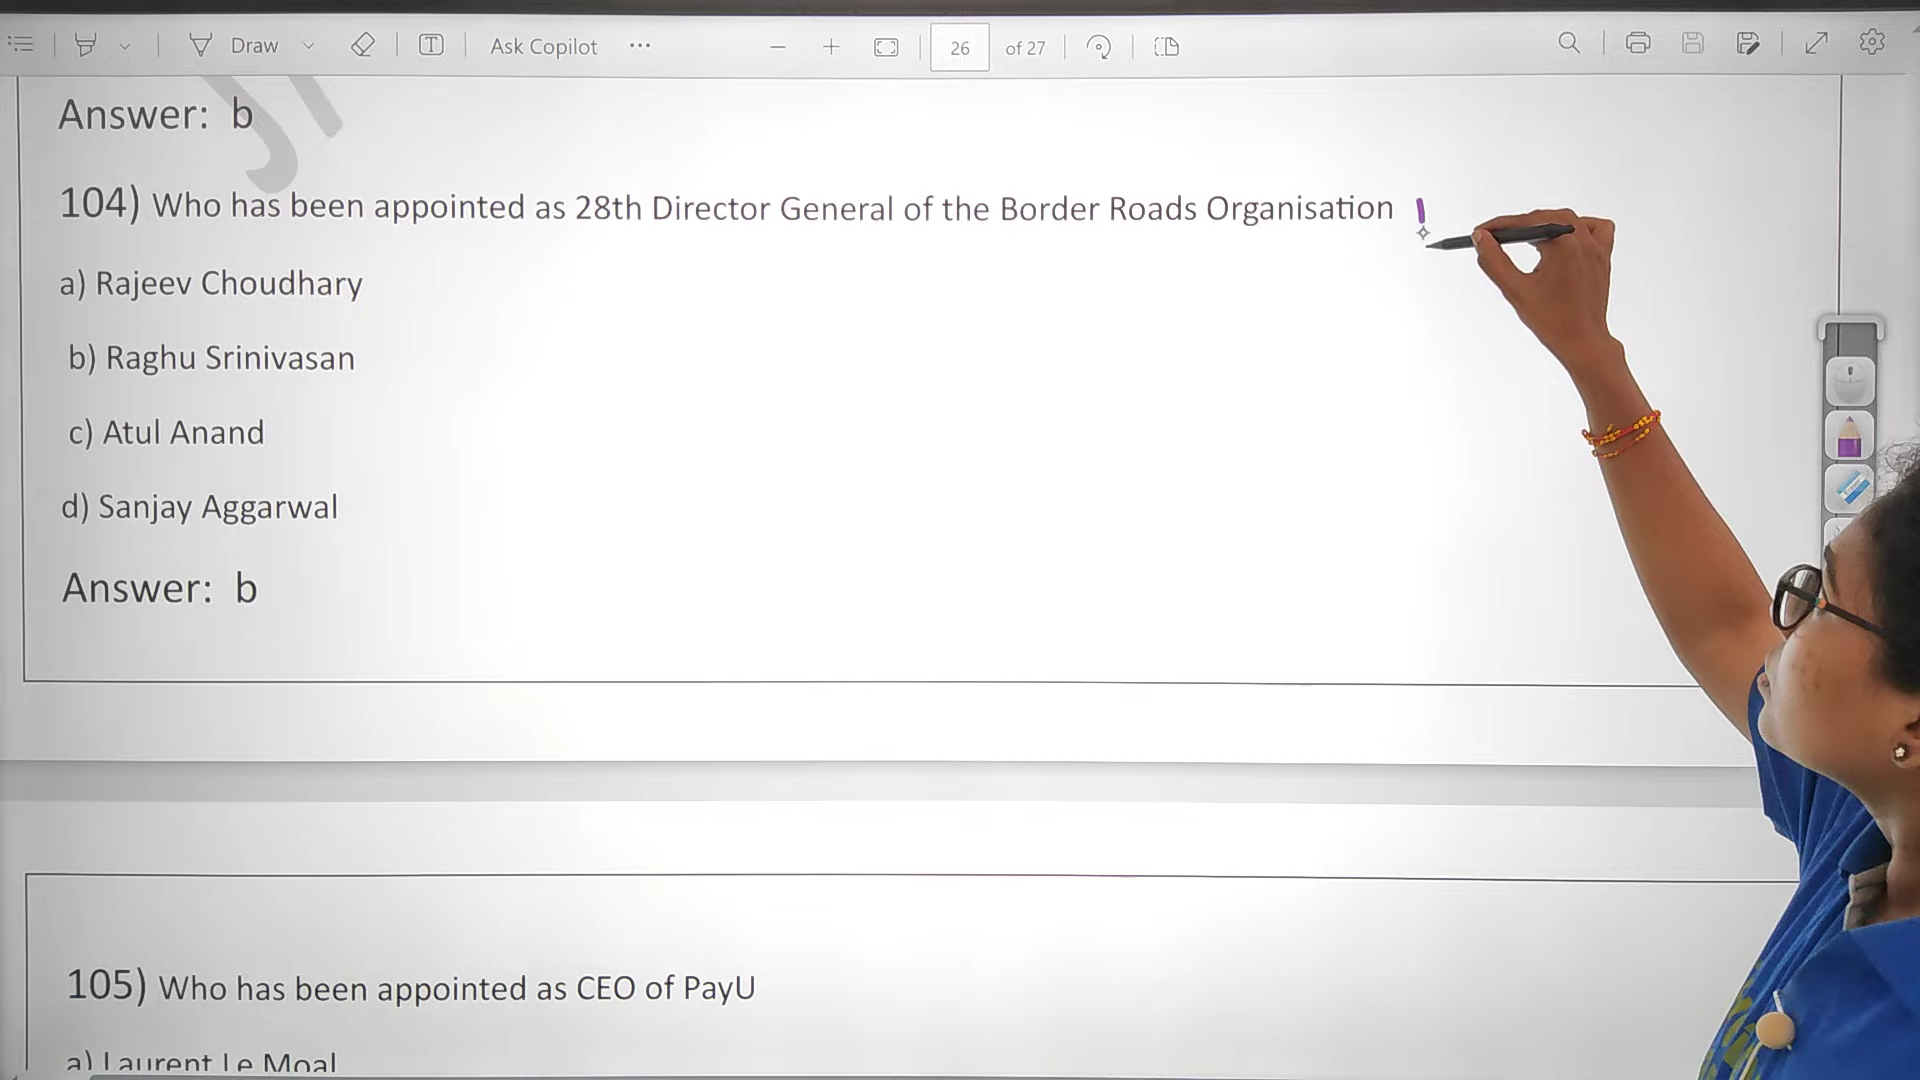 Draw
Ask Copilot
26 of 27
Answer: b
104) Who has been appointed as 28th Director General of the Border Roads Organisation
a) Rajeev Choudhary
b) Raghu Srinivasan
c) Atul Anand
d) Sanjay Aggarwal
Answer: b
105) Who has been appointed as CEO of PayU
a) Laurent Le Moal